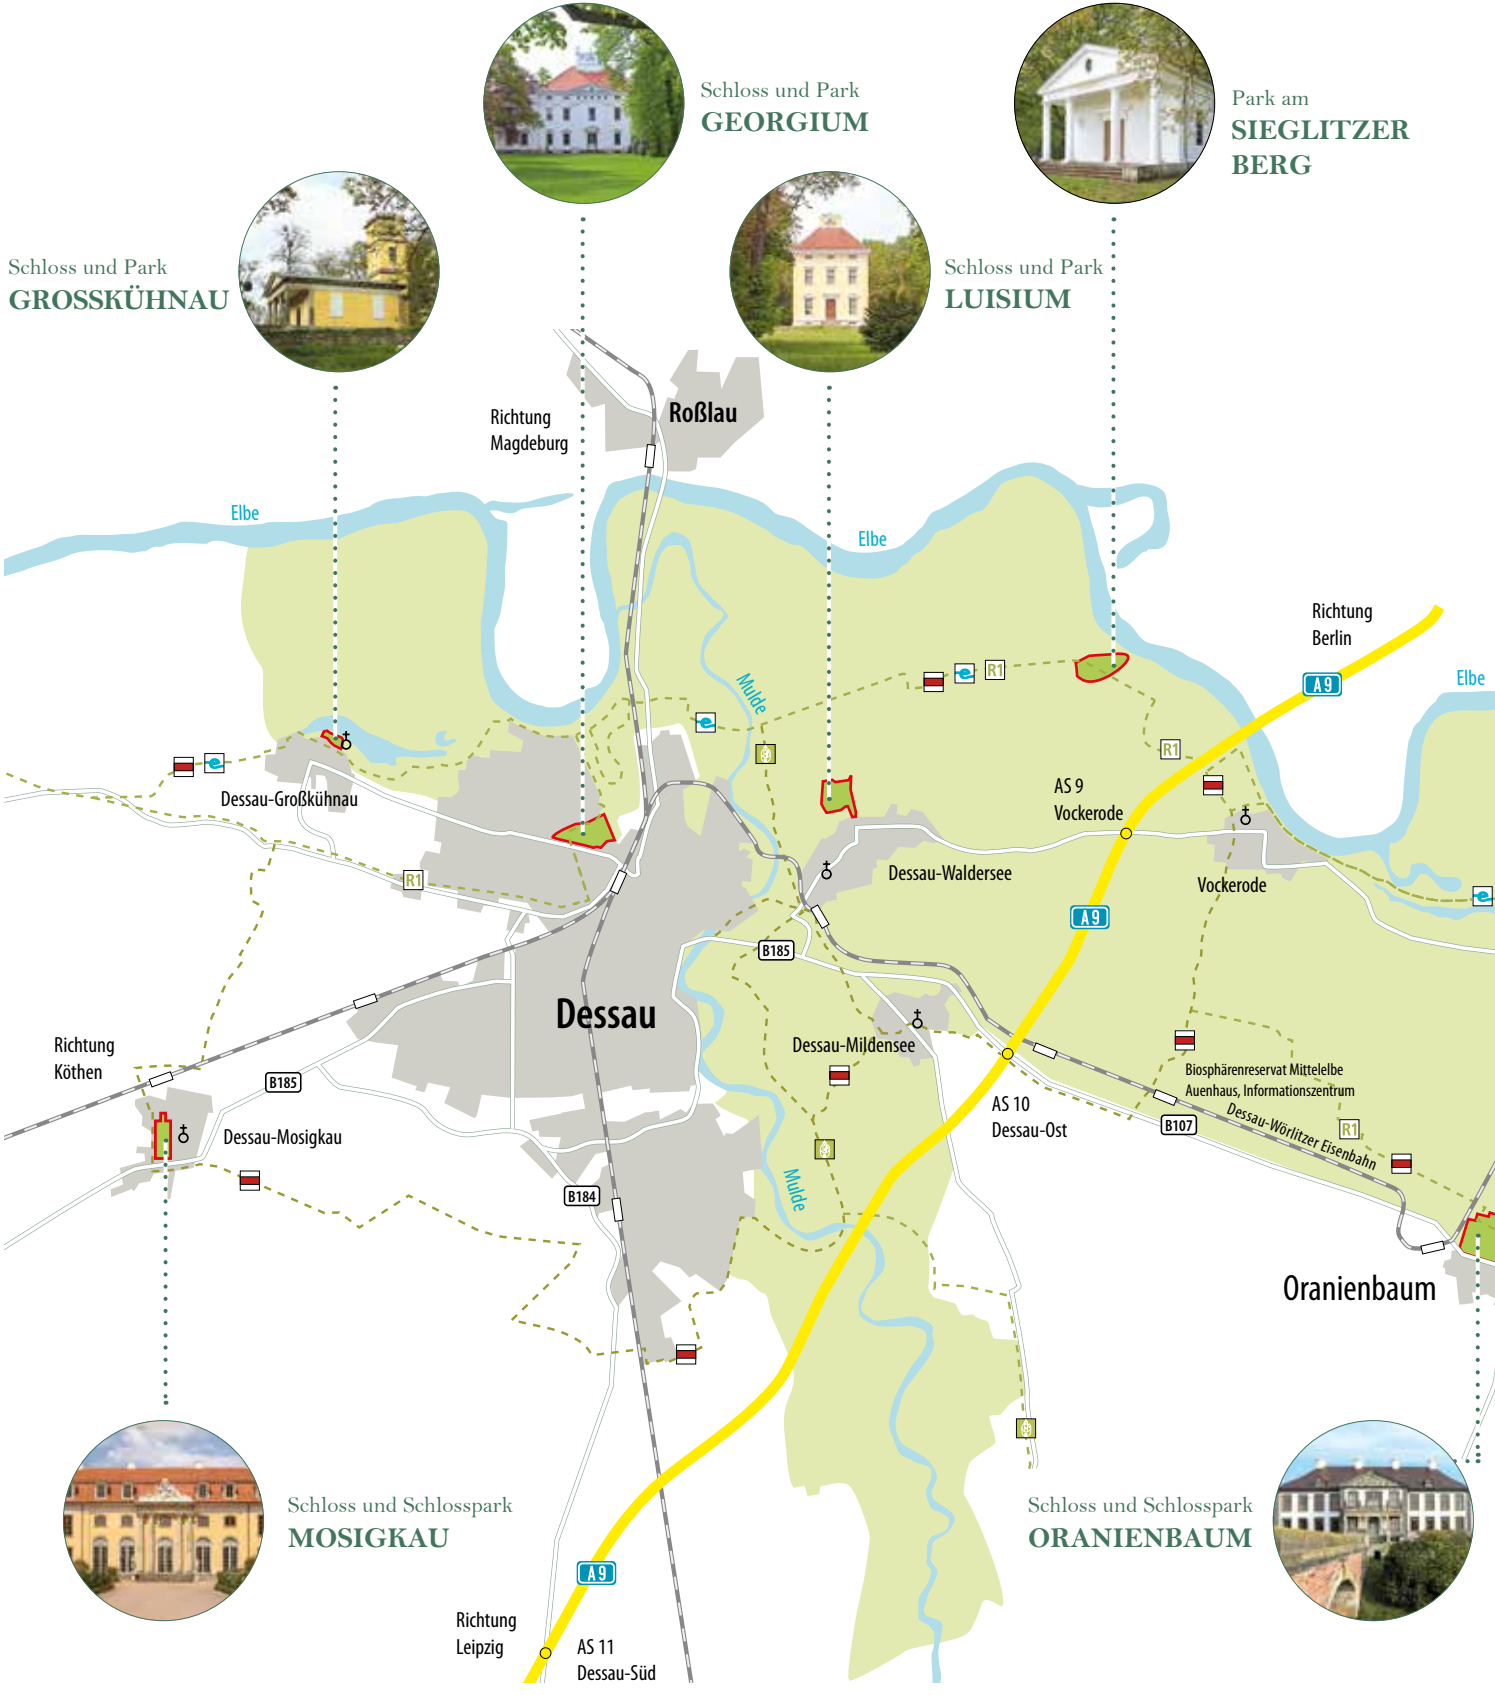 Schloss und Park
GEORGIUM
Park am
SIEGLITZER
BERG
Schloss und Park
GROSSKÜHNAU
Schloss und Park
LUISIUM
Richtung
Magdeburg
Roßlau
Elbe
Elbe
Richtung
Berlin
A 9
Elbe
Mulde
e
R1
e
R1
e
Dessau-Großkühnau
AS 9
Vockerode
R1
Dessau-Waldersee
Vockerode
e
A 9
B185
Dessau
Richtung
Köthen
B185
Dessau-Mildensee
Biosphärenreservat Mittelelbe
Auenhaus, Informationszentrum
Dessau-Wörlitzer Eisenbahn
AS 10
Dessau-Ost
B107
R1
Dessau-Mosigkau
B184
Mulde
Oranienbaum
Schloss und Schlosspark
MOSIGKAU
Schloss und Schlosspark
ORANIENBAUM
A 9
Richtung
Leipzig
AS 11
Dessau-Süd